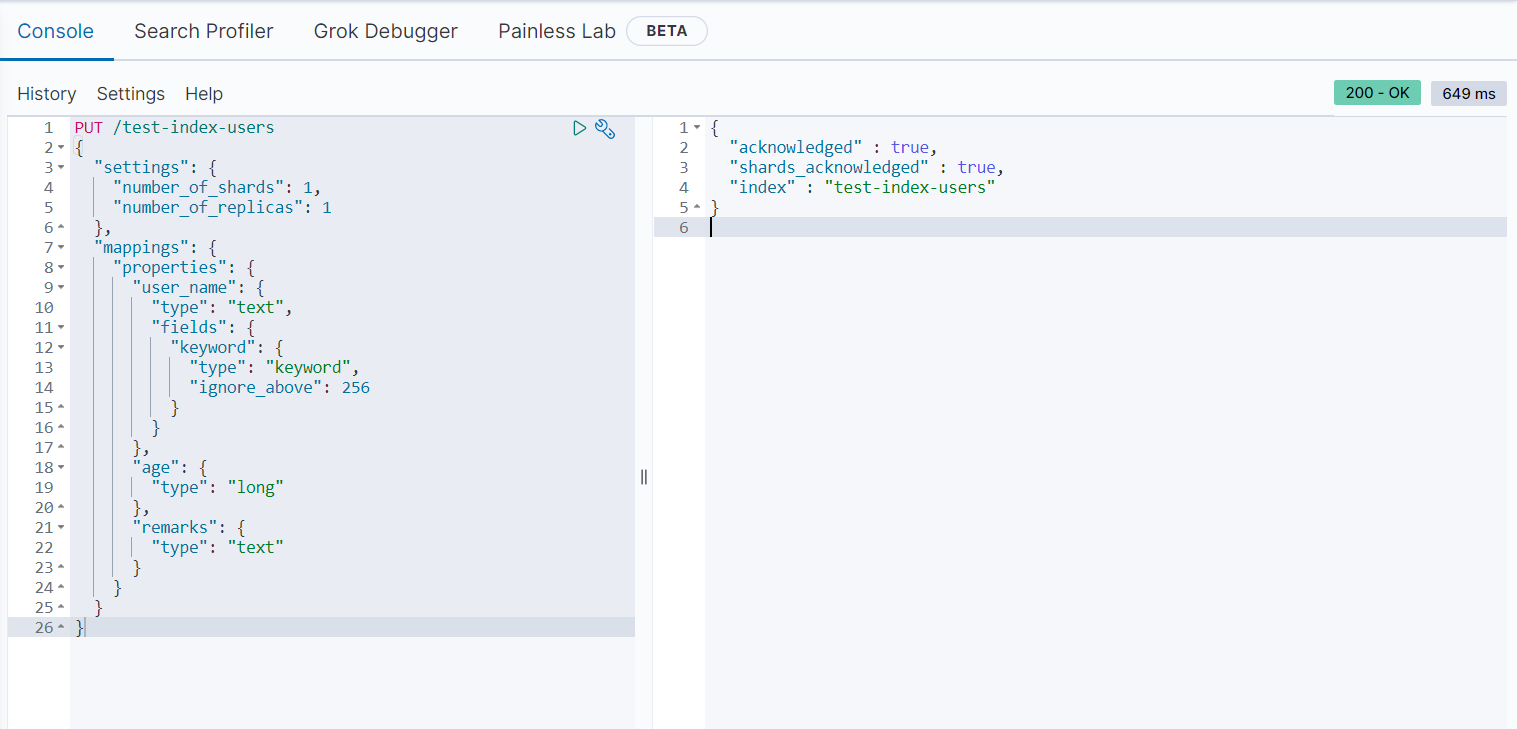 Console Search Profiler Grok Debugger Painless Lab BETA
History Settings Help 200 - OK 649 ms
1 PUT /test-index-users
2 {
3 "settings": {
4 "number_of_shards": 1,
5 "number_of_replicas": 1
6 },
7 "mappings": {
8 "properties": {
9 "user_name": {
10 "type": "text",
11 "fields": {
12 "keyword": {
13 "type": "keyword",
14 "ignore_above": 256
15 }
16 }
17 },
18 "age": {
19 "type": "long"
20 },
21 "remarks": {
22 "type": "text"
23 }
24 }
25 }
26 }
1 {
2 "acknowledged" : true,
3 "shards_acknowledged" : true,
4 "index" : "test-index-users"
5 }
6